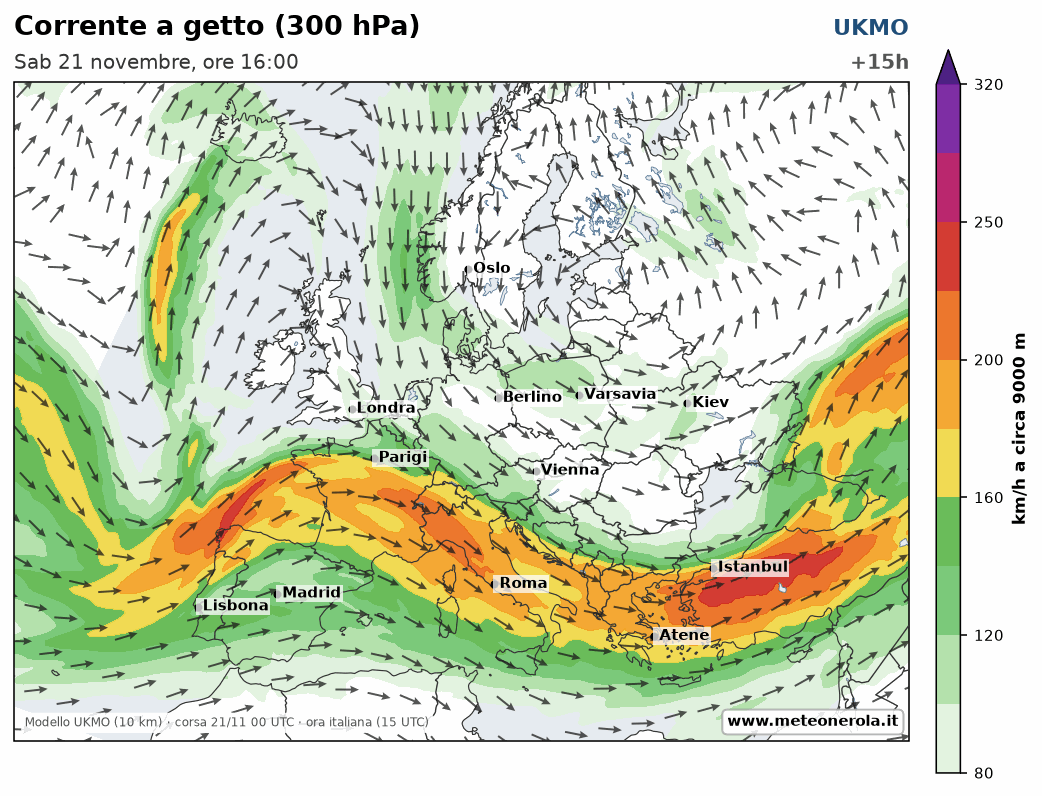 Corrente a getto (300 hPa)
UKMO
Sab 21 novembre, ore 16:00
+15h
320
250
200
160
120
80
km/h a circa 9000 m
Oslo
Londra
Berlino
Varsavia
Kiev
Parigi
Vienna
Istanbul
Roma
Madrid
Lisbona
Atene
Modello UKMO (10 km) · corsa 21/11 00 UTC · ora italiana (15 UTC)
www.meteonerola.it